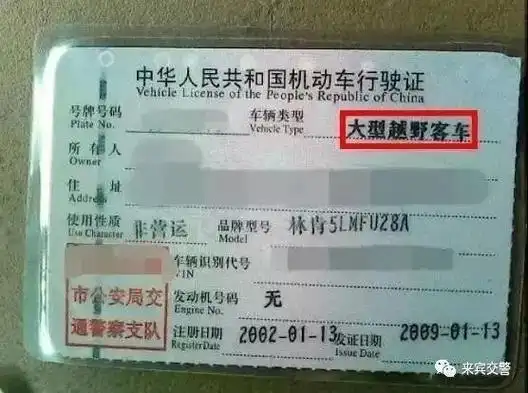 中华人民共和国机动车行驶证
Vehicle License of the People's Republic of China
号牌号码 车辆类型 大型越野客车
Plate No. Vehicle Type
所有人
Owner
住址
Address
使用性质 非营运 品牌型号 林肯5LMFU28A
Use Character Model
车辆识别代号
VIN
市公安局交 发动机号码 无
Engine No.
通警察支队 注册日期 2002-01-13 发证日期 2009-01-13
Register Date Issue Date
来宾交警